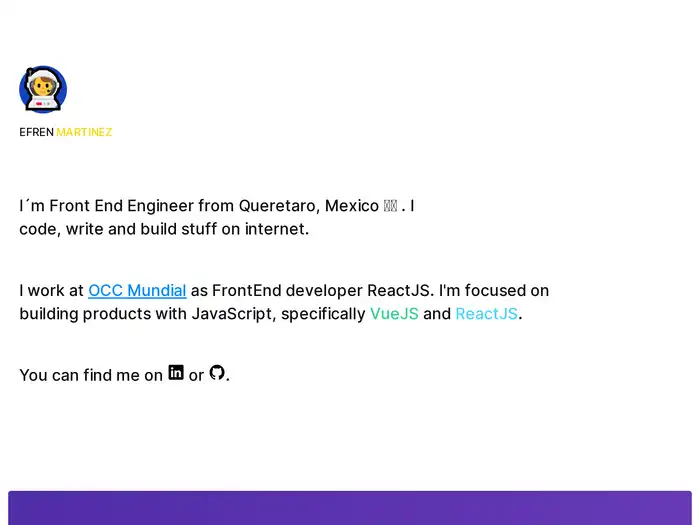 EFREN MARTINEZ
I´m Front End Engineer from Queretaro, Mexico . I
code, write and build stuff on internet.
I work at OCC Mundial as FrontEnd developer ReactJS. I'm focused on
building products with JavaScript, specifically VueJS and ReactJS.
You can find me on in or .